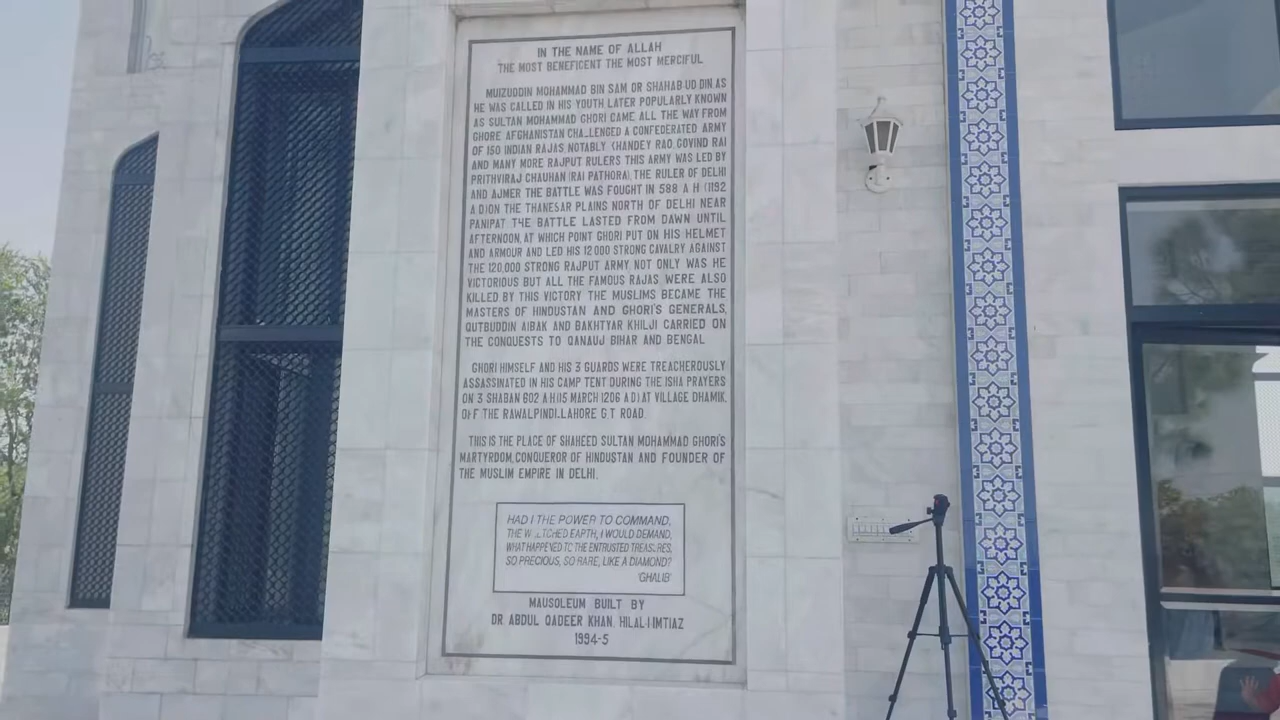 IN THE NAME OF ALLAH
THE MOST BENEFICENT THE MOST MERCIFUL
MUIZUDDIN MOHAMMAD BIN SAM OR SHAHAB UD DIN AS
HE WAS CALLED IN HIS YOUTH LATER POPULARLY KNOWN
AS SULTAN MOHAMMAD GHORI CAME ALL THE WAY FROM
GHORE AFGHANISTAN CHALLENGED A CONFEDERATED ARMY
OF 150 INDIAN RAJAS NOTABLY KHANDEY RAO, GOVIND RAI
AND MANY MORE RAJPUT RULERS THIS ARMY WAS LED BY
PRITHVIRAJ CHAUHAN (RAI PATHORA), THE RULER OF DELHI
AND AJMER THE BATTLE WAS FOUGHT IN 588 A H (1192
A D) ON THE THANESAR PLAINS NORTH OF DELHI NEAR
PANIPAT THE BATTLE LASTED FROM DAWN UNTIL
AFTERNOON, AT WHICH POINT GHORI PUT ON HIS HELMET
AND ARMOUR AND LED HIS 12 000 STRONG CAVALRY AGAINST
THE 120,000 STRONG RAJPUT ARMY NOT ONLY WAS HE
VICTORIOUS BUT ALL THE FAMOUS RAJAS WERE ALSO
KILLED BY THIS VICTORY THE MUSLIMS BECAME THE
MASTERS OF HINDUSTAN AND GHORI'S GENERALS,
QUTBUDDIN AIBAK AND BAKHTYAR KHILJI CARRIED ON
THE CONQUESTS TO QANAUJ BIHAR AND BENGAL
GHORI HIMSELF AND HIS 3 GUARDS WERE TREACHEROUSLY
ASSASSINATED IN HIS CAMP TENT DURING THE ISHA PRAYERS
ON 3 SHABAN 602 A H (15 MARCH 1206 A D) AT VILLAGE DHAMIK,
OFF THE RAWALPINDI, LAHORE G.T ROAD.
THIS IS THE PLACE OF SHAHEED SULTAN MOHAMMAD GHORI'S
MARTYRDOM, CONQUEROR OF HINDUSTAN AND FOUNDER OF
THE MUSLIM EMPIRE IN DELHI.
HAD I THE POWER TO COMMAND,
THE EARTH, I WOULD DEMAND,
WHAT HAPPENED TO THE ENTRUSTED TREASURES,
SO PRECIOUS, SO RARE, LIKE A DIAMOND?
'GHALIB'
MAUSOLEUM BUILT BY
DR ABDUL QADEER KHAN, HILAL-I-IMTIAZ
1994-5